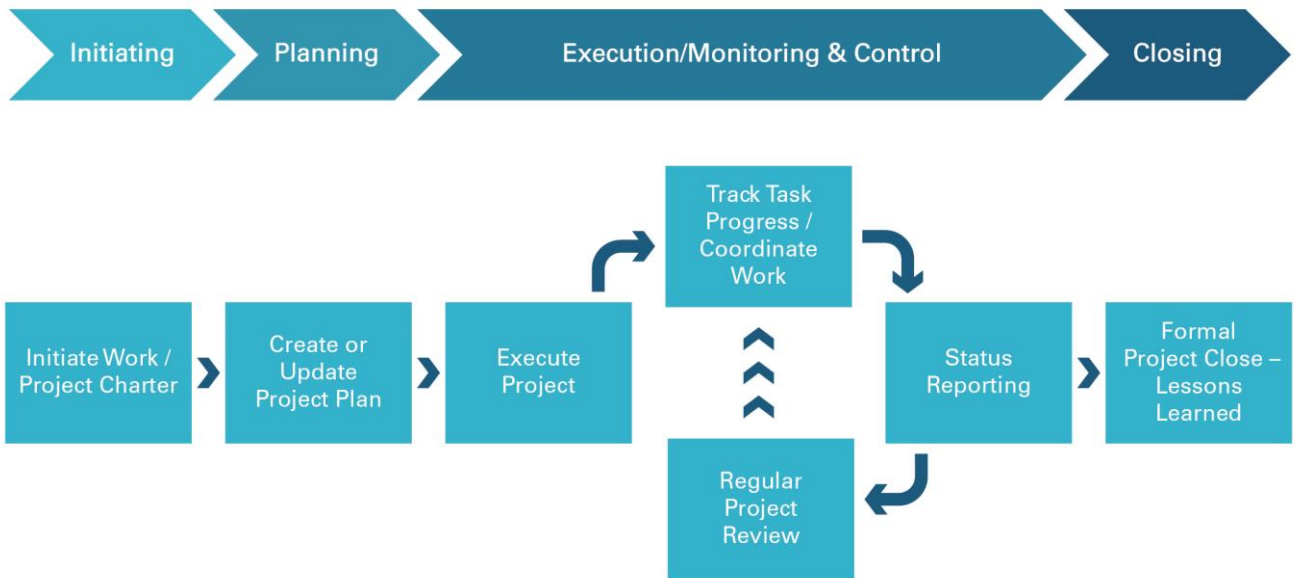 Initiating
Planning
Execution/Monitoring & Control
Closing
Track Task
Progress /
Coordinate
Work
Initiate Work /
Project Charter
Create or
Update
Project Plan
Execute
Project
Status
Reporting
Formal
Project Close –
Lessons
Learned
Regular
Project
Review